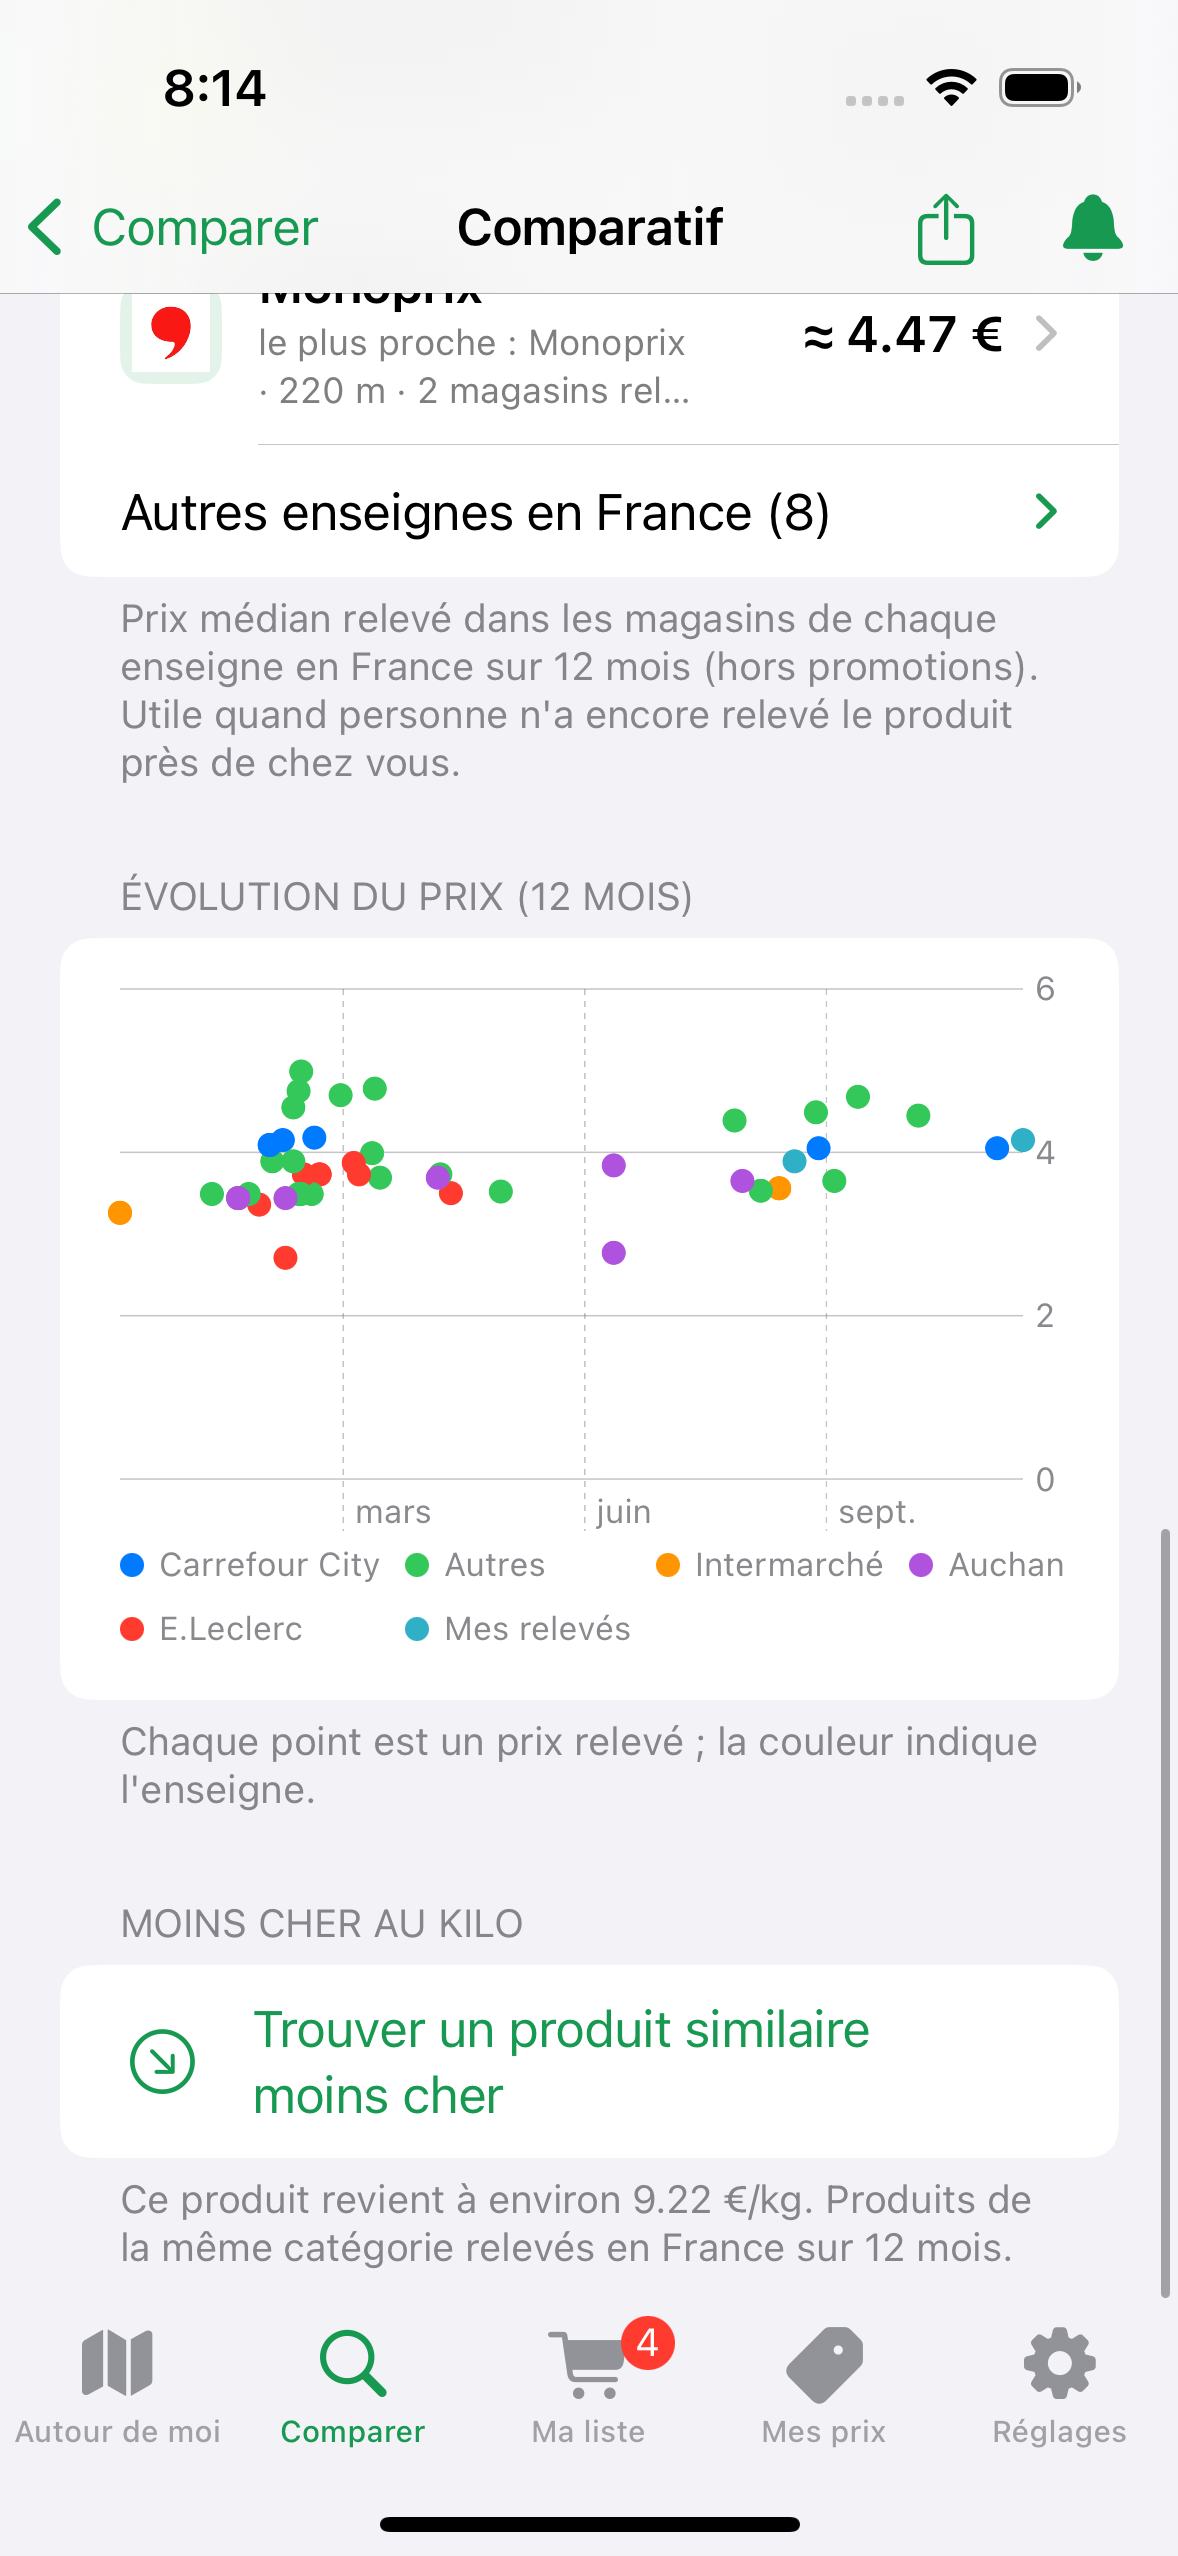 8:14
Comparer
Comparatif
Monoprix
le plus proche : Monoprix
· 220 m · 2 magasins rel...
≈ 4.47 €
Autres enseignes en France (8)
Prix médian relevé dans les magasins de chaque
enseigne en France sur 12 mois (hors promotions).
Utile quand personne n'a encore relevé le produit
près de chez vous.
ÉVOLUTION DU PRIX (12 MOIS)
6
4
2
0
mars juin sept.
Carrefour City Autres Intermarché Auchan
E.Leclerc Mes relevés
Chaque point est un prix relevé ; la couleur indique
l'enseigne.
MOINS CHER AU KILO
Trouver un produit similaire
moins cher
Ce produit revient à environ 9.22 €/kg. Produits de
la même catégorie relevés en France sur 12 mois.
4
Autour de moi Comparer Ma liste Mes prix Réglages